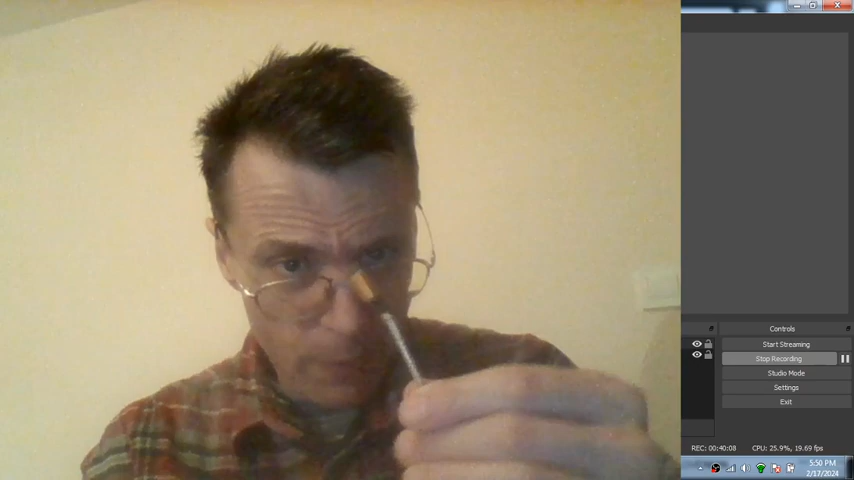 Controls
Start Streaming
Stop Recording
Studio Mode
Settings
Exit
REC: 00:40:08
CPU: 25.9%, 19.69 fps
5:50 PM
2/17/2024